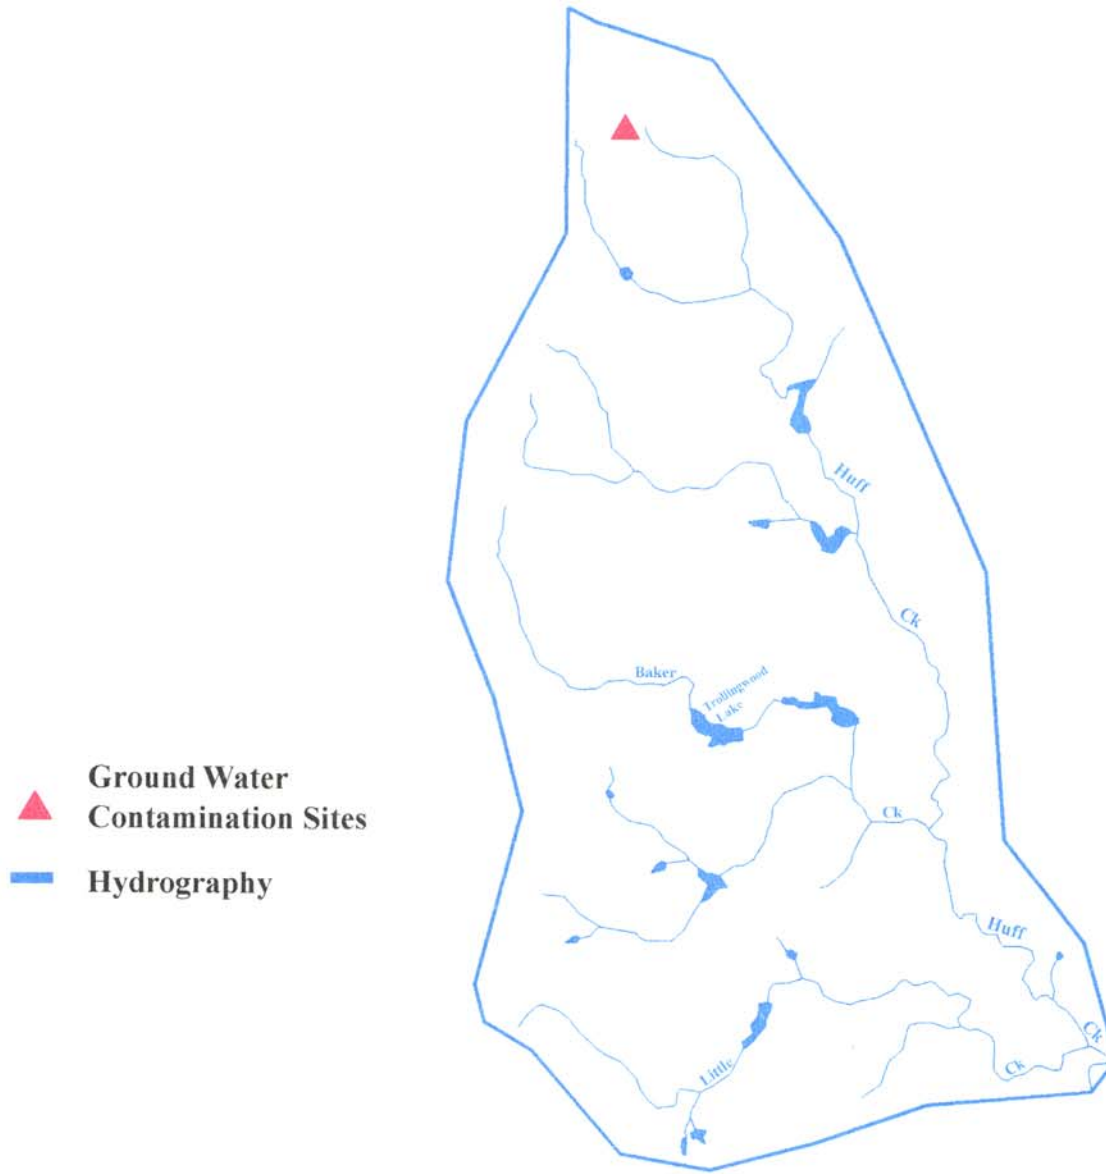 Huff
Ck
Baker
Trollingwood
Lake
Ck
Huff
Ck
Little
Ck
Ground Water
Contamination Sites
Hydrography